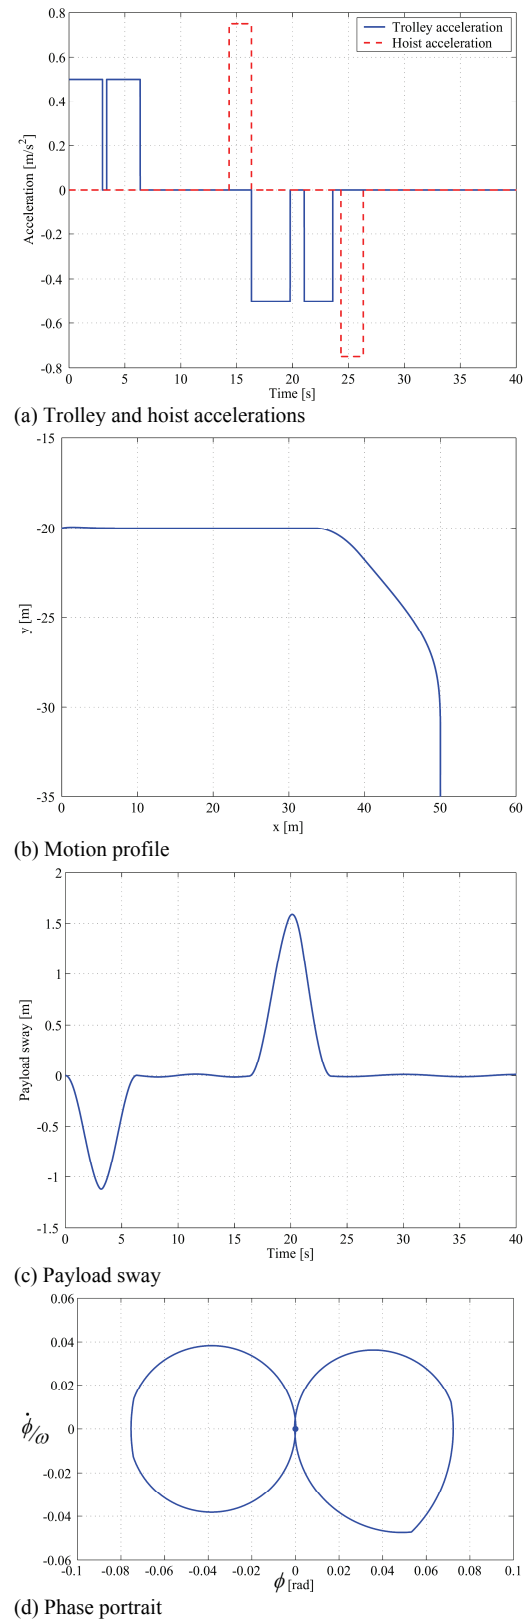 0.8
Trolley acceleration
Hoist acceleration
0.6
0.4
0.2
0
-0.2
-0.4
-0.6
-0.8
Acceleration [m/s²]
0 5 10 15 20 25 30 35 40
Time [s]
(a) Trolley and hoist accelerations
-15
-20
-25
-30
-35
y [m]
0 10 20 30 40 50 60
x [m]
(b) Motion profile
2
1.5
1
0.5
0
-0.5
-1
-1.5
Payload sway [m]
0 5 10 15 20 25 30 35 40
Time [s]
(c) Payload sway
0.06
0.04
0.02
0
-0.02
-0.04
-0.06
ϕ̇/ω
-0.1 -0.08 -0.06 -0.04 -0.02 0 0.02 0.04 0.06 0.08 0.1
ϕ [rad]
(d) Phase portrait